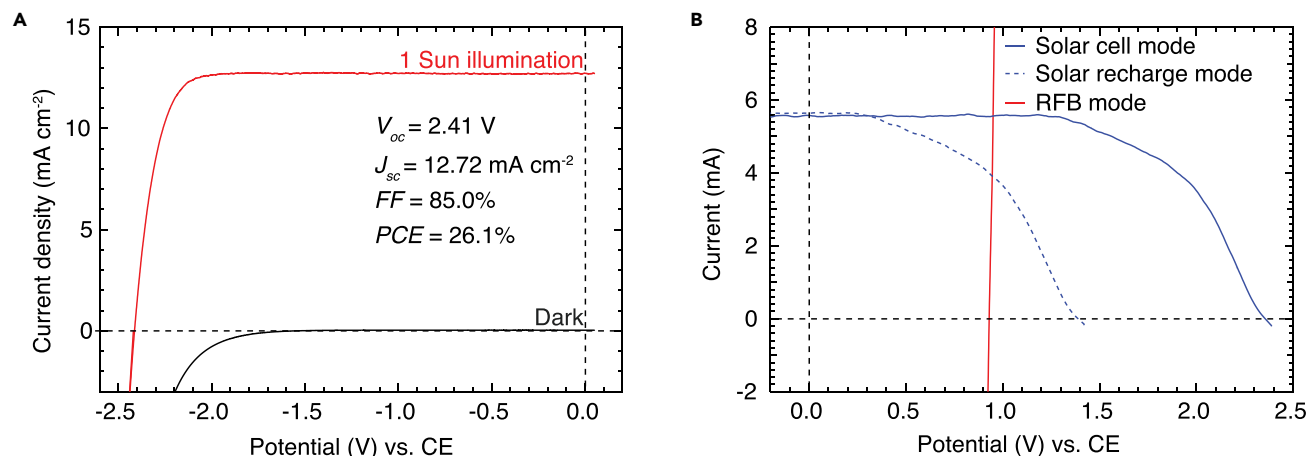 A
15
10
5
0
Current density (mA cm⁻²)
1 Sun illumination
V_oc = 2.41 V
J_sc = 12.72 mA cm⁻²
FF = 85.0%
PCE = 26.1%
Dark
-2.5 -2.0 -1.5 -1.0 -0.5 0.0
Potential (V) vs. CE
B
8
6
4
2
0
-2
Current (mA)
Solar cell mode
Solar recharge mode
RFB mode
0.0 0.5 1.0 1.5 2.0 2.5
Potential (V) vs. CE